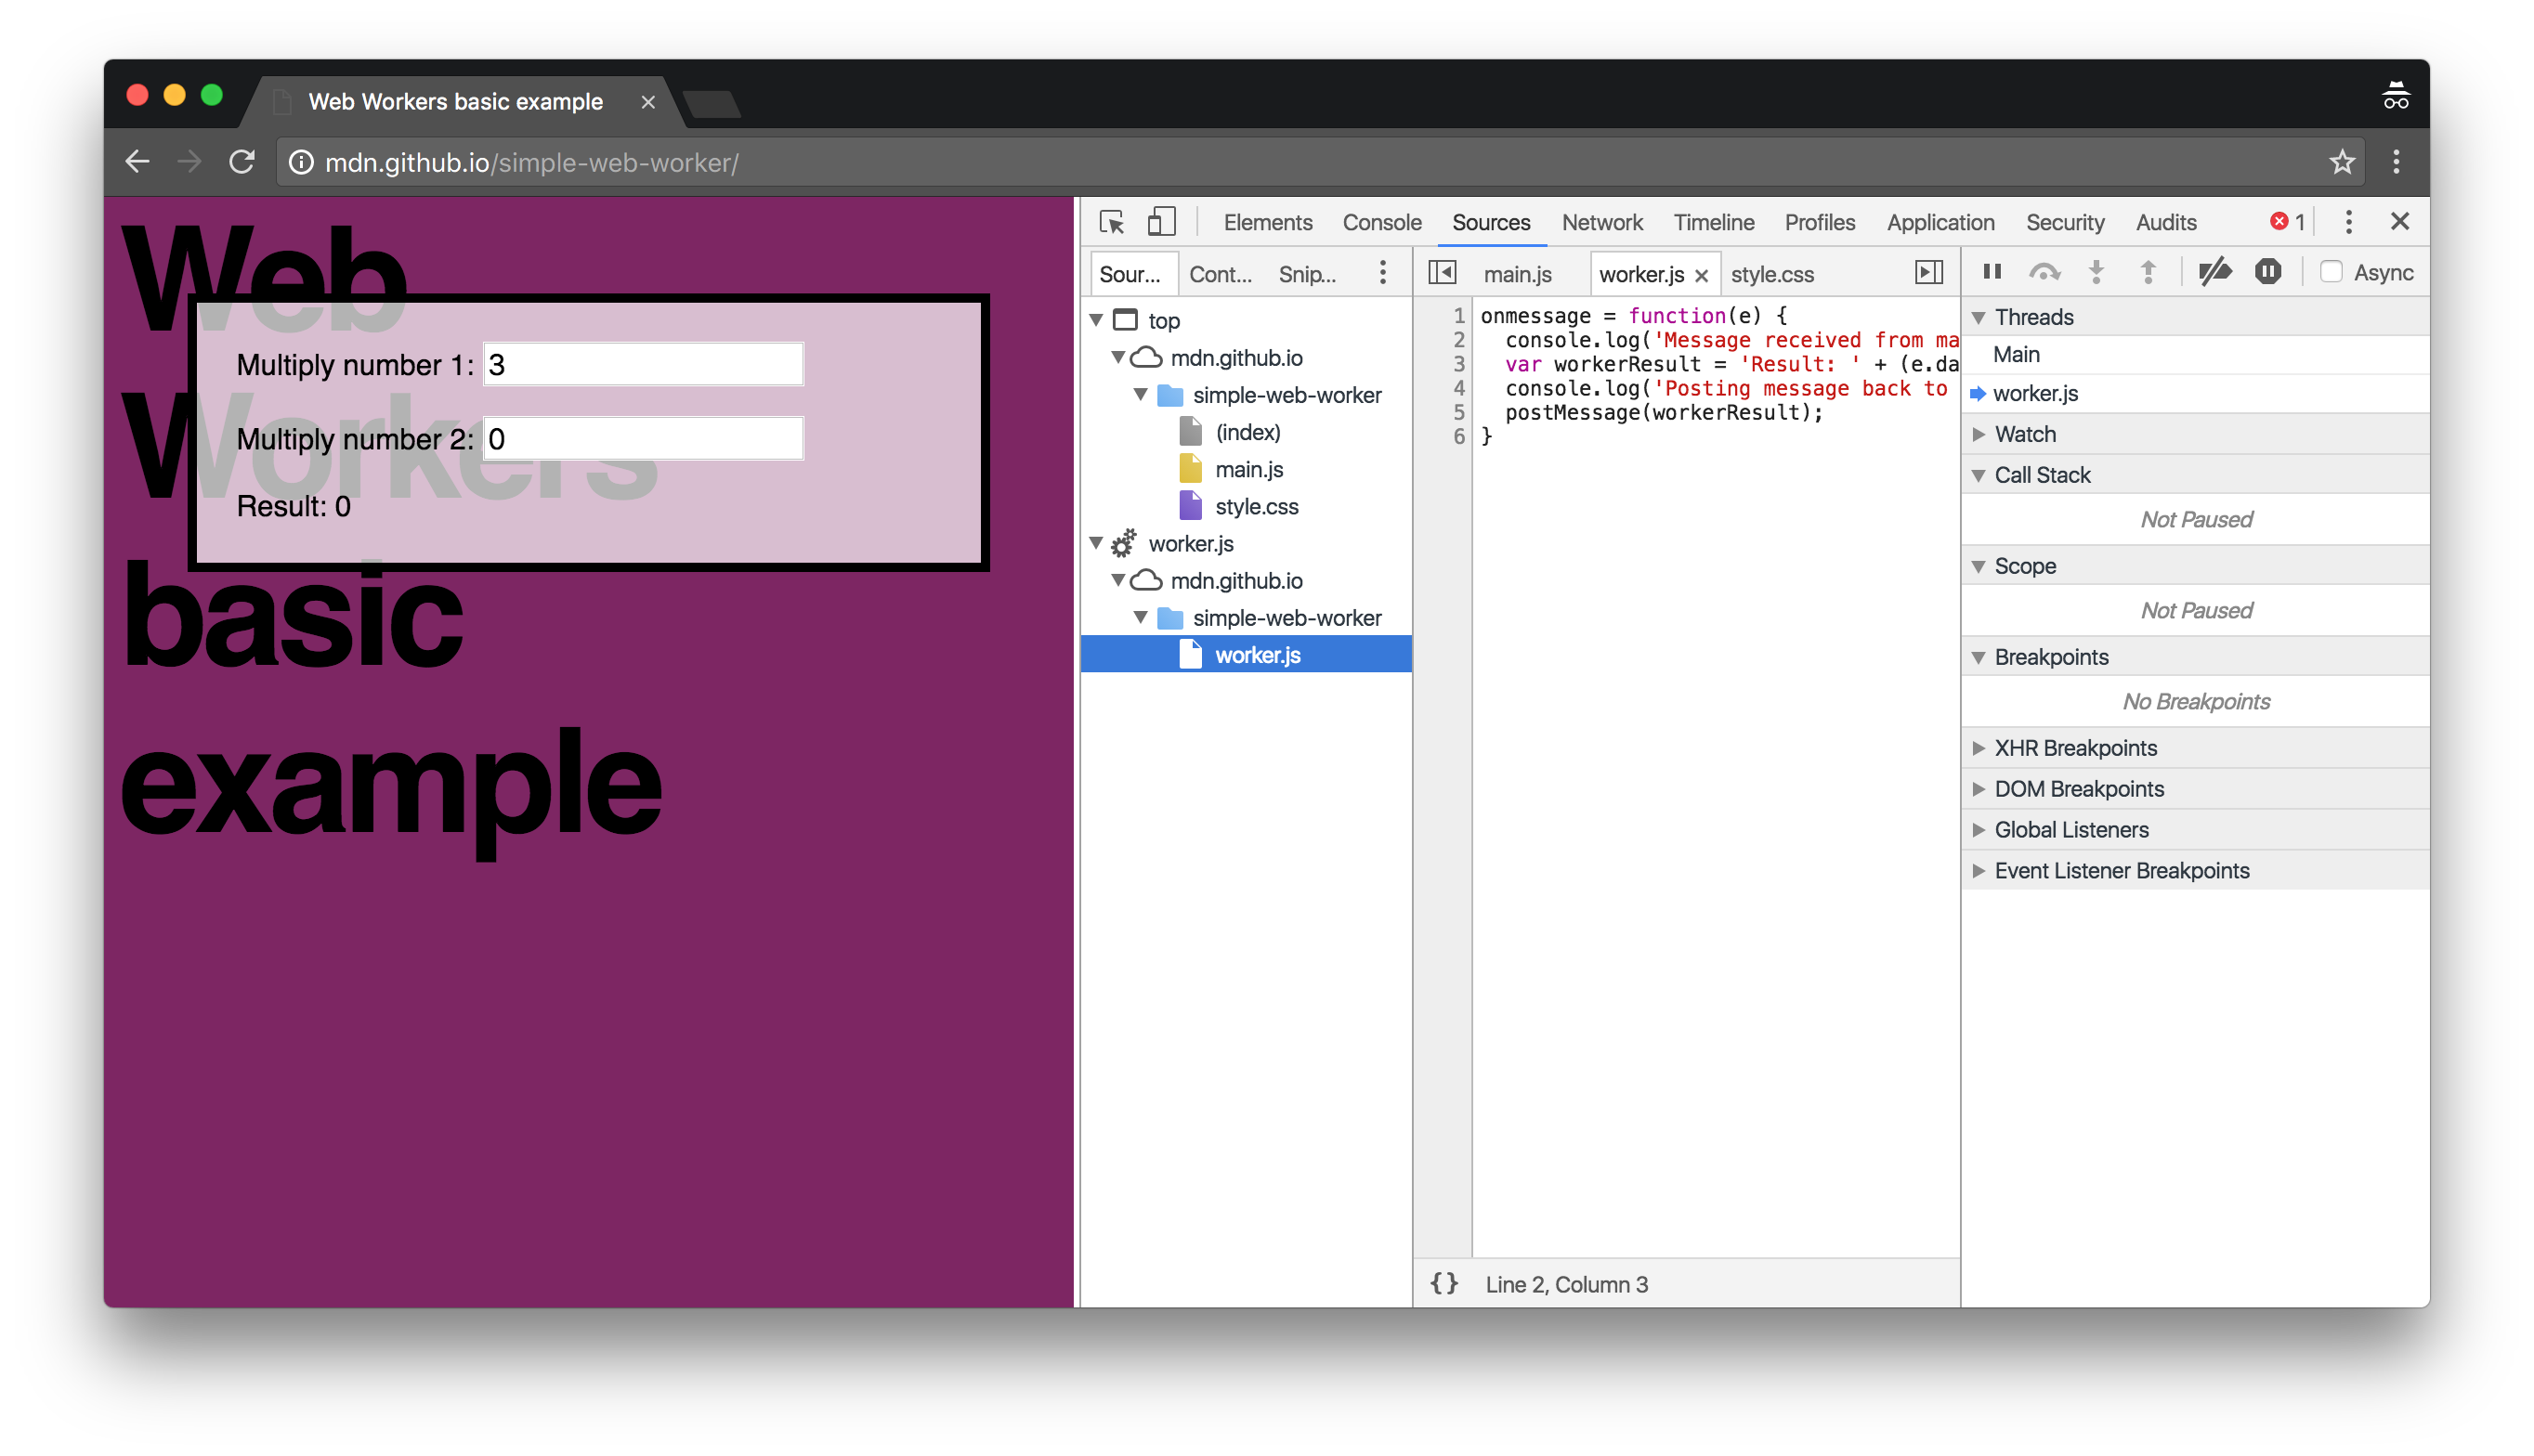 Web Workers basic example
mdn.github.io/simple-web-worker/
Web
Workers
basic
example
Multiply number 1: 3
Multiply number 2: 0
Result: 0
Elements Console Sources Network Timeline Profiles Application Security Audits 1
Sour... Cont... Snip...
top
mdn.github.io
simple-web-worker
(index)
main.js
style.css
worker.js
mdn.github.io
simple-web-worker
worker.js
main.js worker.js style.css
1 onmessage = function(e) {
2 console.log('Message received from ma
3 var workerResult = 'Result: ' + (e.da
4 console.log('Posting message back to
5 postMessage(workerResult);
6 }
{} Line 2, Column 3
Async
Threads
Main
worker.js
Watch
Call Stack
Not Paused
Scope
Not Paused
Breakpoints
No Breakpoints
XHR Breakpoints
DOM Breakpoints
Global Listeners
Event Listener Breakpoints